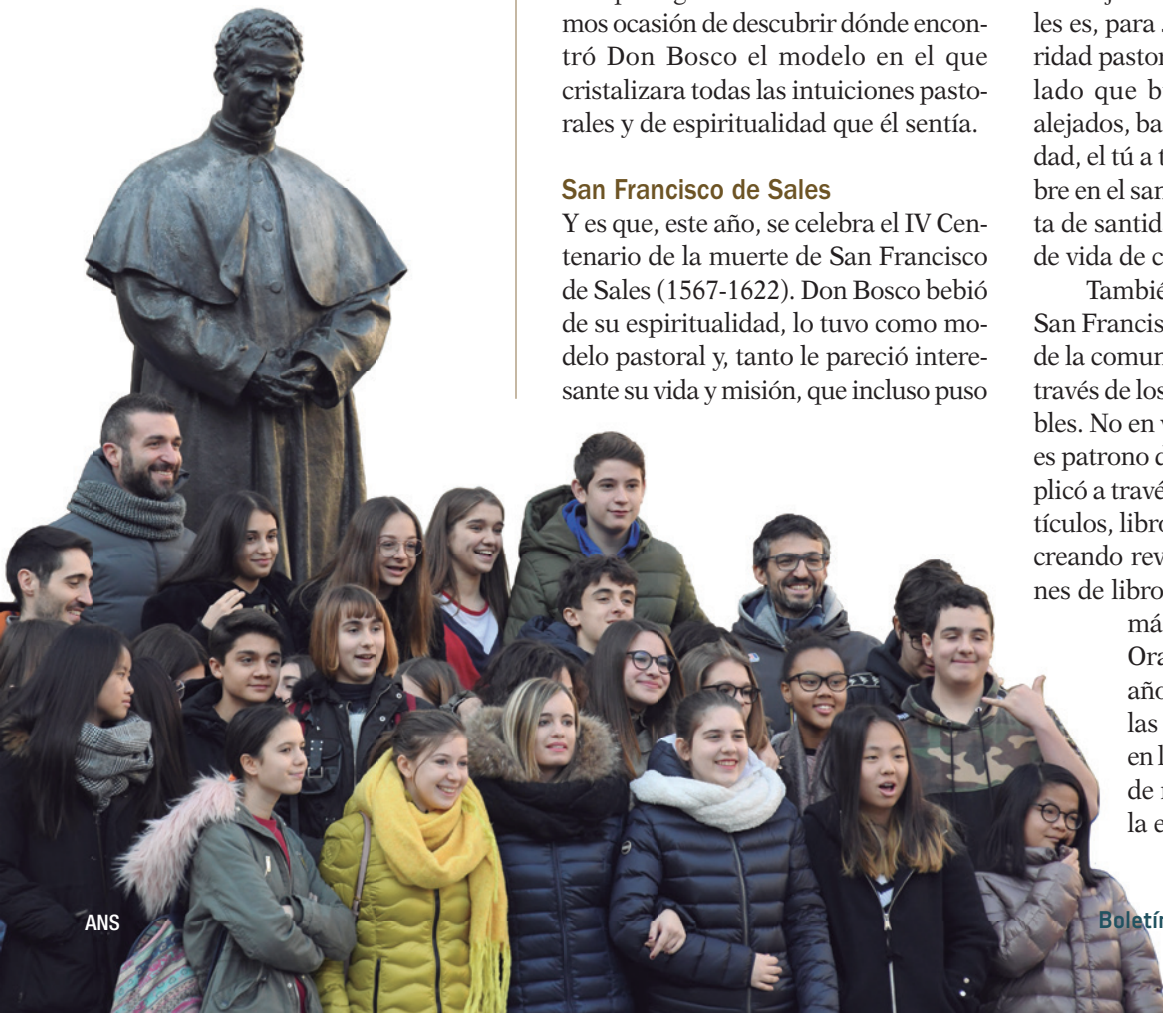 mos ocasión de descubrir dónde encon-
tró Don Bosco el modelo en el que
cristalizara todas las intuiciones pasto-
rales y de espiritualidad que él sentía.
San Francisco de Sales
Y es que, este año, se celebra el IV Cen-
tenario de la muerte de San Francisco
de Sales (1567-1622). Don Bosco bebió
de su espiritualidad, lo tuvo como mo-
delo pastoral y, tanto le pareció intere-
sante su vida y misión, que incluso puso
les es, para
ridad pastor
lado que b
alejados, ba
dad, el tú a t
bre en el san
ta de santid
de vida de c
Tambié
San Francis
de la comun
través de los
bles. No en v
es patrono d
plicó a travé
tículos, libro
creando rev
nes de libro
má
Ora
año
las
en l
de
la e
ANS
Boletín